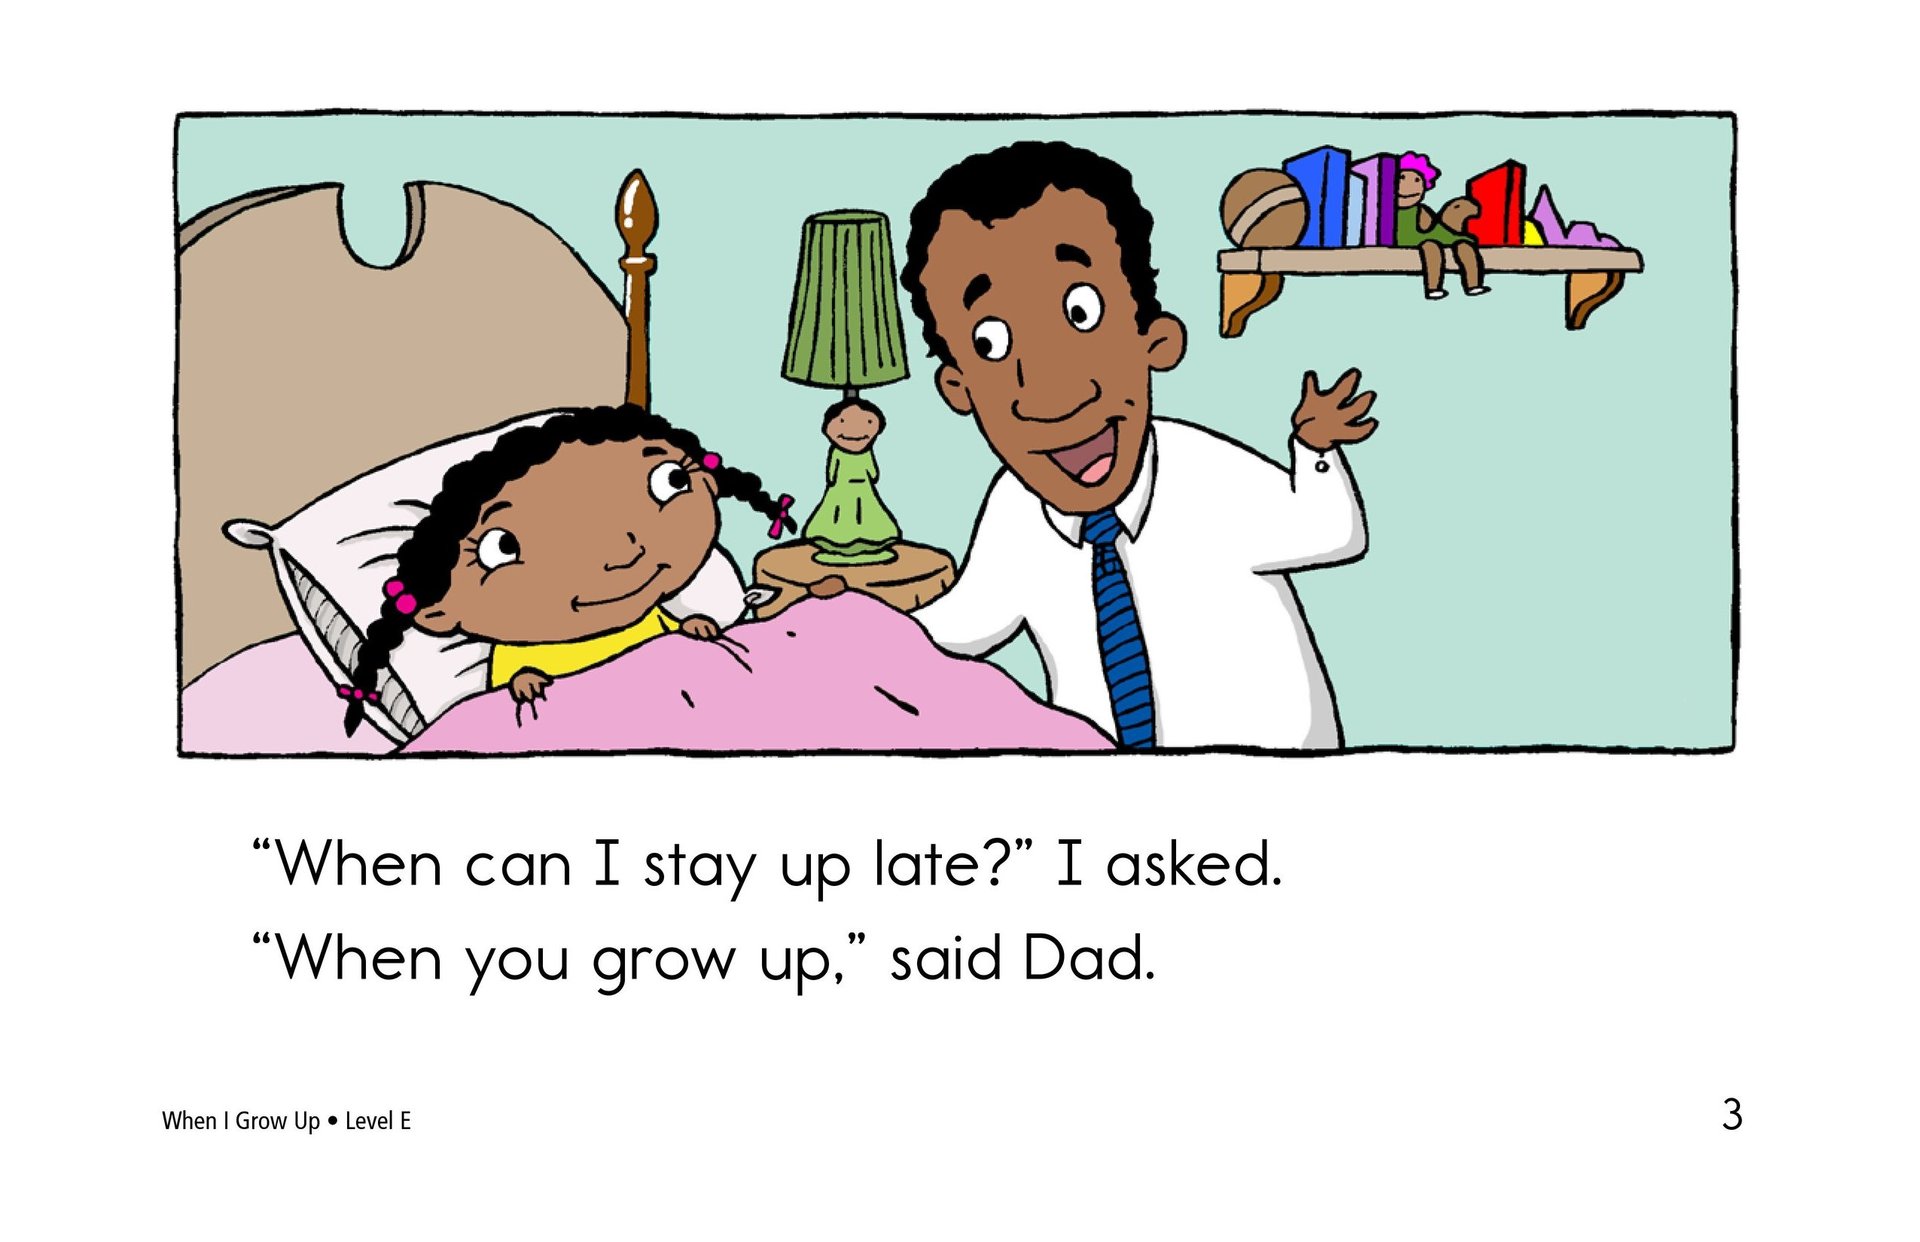 “When can I stay up late?” I asked.
“When you grow up,” said Dad.
When I Grow Up • Level E
3